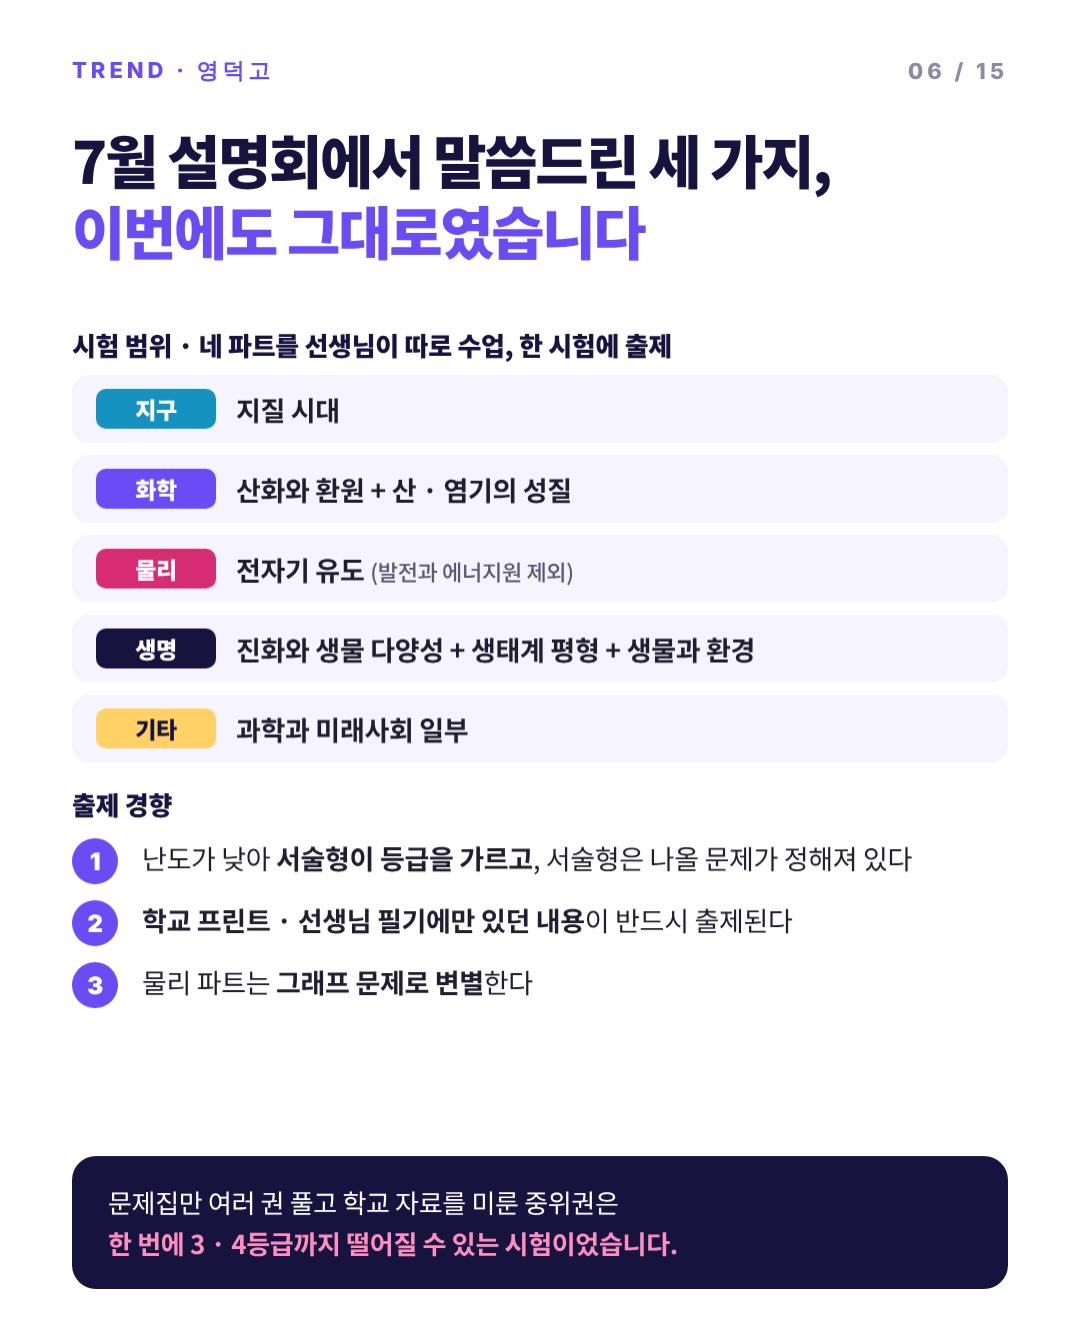 TREND · 영덕고
06 / 15
7월 설명회에서 말씀드린 세 가지,
이번에도 그대로였습니다
시험 범위 · 네 파트를 선생님이 따로 수업, 한 시험에 출제
지구 지질 시대
화학 산화와 환원 + 산 · 염기의 성질
물리 전자기 유도 (발전과 에너지원 제외)
생명 진화와 생물 다양성 + 생태계 평형 + 생물과 환경
기타 과학과 미래사회 일부
출제 경향
1 난도가 낮아 서술형이 등급을 가르고, 서술형은 나올 문제가 정해져 있다
2 학교 프린트 · 선생님 필기에만 있던 내용이 반드시 출제된다
3 물리 파트는 그래프 문제로 변별한다
문제집만 여러 권 풀고 학교 자료를 미룬 중위권은
한 번에 3 · 4등급까지 떨어질 수 있는 시험이었습니다.